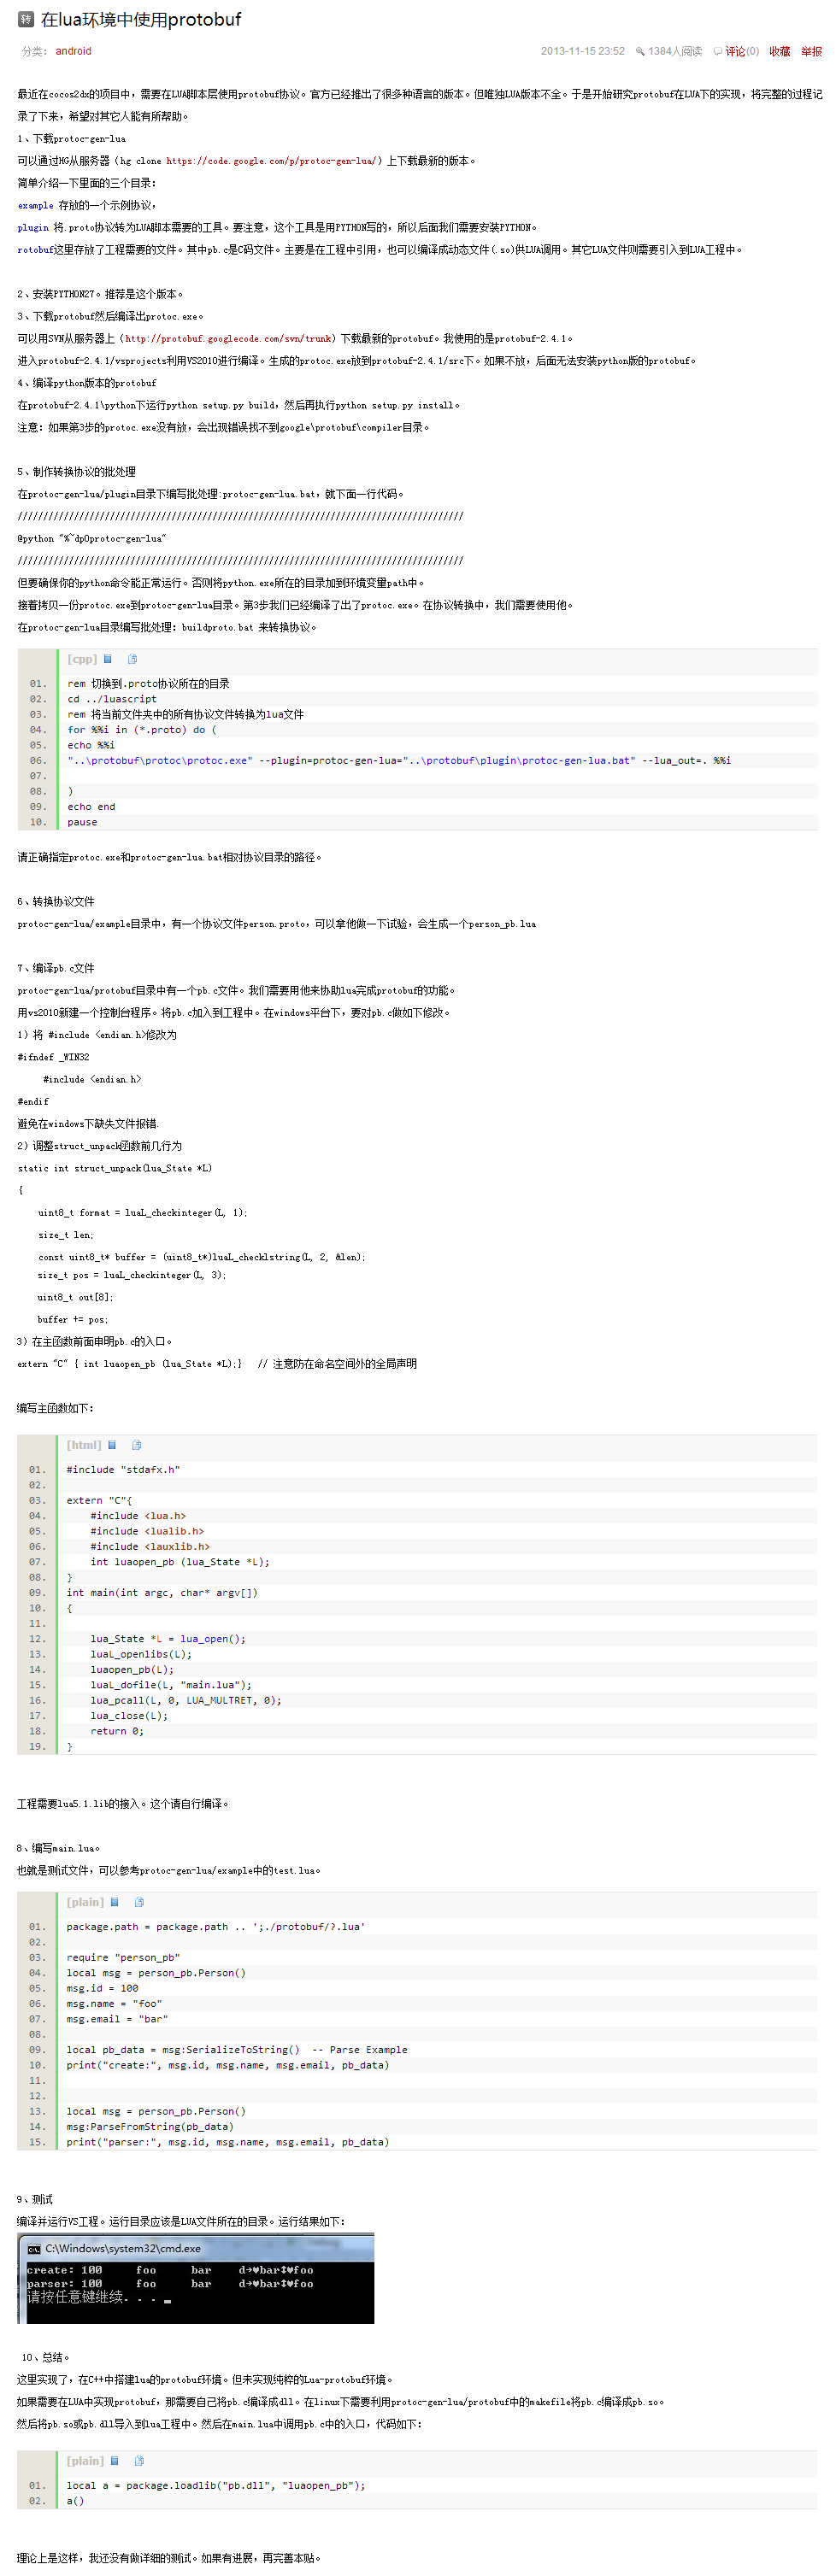 转 在lua环境中使用protobuf
分类： android 2013-11-15 23:52 1384人阅读 评论(0) 收藏 举报
最近在cocos2dx的项目中，需要在LUA脚本层使用protobuf协议。官方已经推出了很多种语言的版本。但唯独LUA版本不全。于是开始研究protobuf在LUA下的实现，将完整的过程记
录了下来，希望对其它人能有所帮助。
1、下载protoc-gen-lua
可以通过HG从服务器（hg clone https://code.google.com/p/protoc-gen-lua/）上下载最新的版本。
简单介绍一下里面的三个目录：
example 存放的一个示例协议，
plugin 将.proto协议转为LUA脚本需要的工具。要注意，这个工具是用PYTHON写的，所以后面我们需要安装PYTHON。
rotobuf这里存放了工程需要的文件。其中pb.c是C码文件。主要是在工程中引用，也可以编译成动态文件(.so)供LUA调用。其它LUA文件则需要引入到LUA工程中。
2、安装PYTHON27。推荐是这个版本。
3、下载protobuf然后编译出protoc.exe。
可以用SVN从服务器上（http://protobuf.googlecode.com/svn/trunk）下载最新的protobuf。我使用的是protobuf-2.4.1。
进入protobuf-2.4.1/vsprojects利用VS2010进行编译。生成的protoc.exe放到protobuf-2.4.1/src下。如果不放，后面无法安装python版的protobuf。
4、编译python版本的protobuf
在protobuf-2.4.1\python下运行python setup.py build，然后再执行python setup.py install。
注意：如果第3步的protoc.exe没有放，会出现错误找不到google\protobuf\compiler目录。
5、制作转换协议的批处理
在protoc-gen-lua/plugin目录下编写批处理:protoc-gen-lua.bat，就下面一行代码。
///////////////////////////////////////////////////////////////////////////////////////
@python "%~dp0protoc-gen-lua"
///////////////////////////////////////////////////////////////////////////////////////
但要确保你的python命令能正常运行。否则将python.exe所在的目录加到环境变量path中。
接着拷贝一份protoc.exe到protoc-gen-lua目录。第3步我们已经编译了出了protoc.exe。在协议转换中，我们需要使用他。
在protoc-gen-lua目录编写批处理：buildproto.bat 来转换协议。
[cpp]
01. rem 切换到.proto协议所在的目录
02. cd ../luascript
03. rem 将当前文件夹中的所有协议文件转换为lua文件
04. for %%i in (*.proto) do (
05. echo %%i
06. "..\protobuf\protoc\protoc.exe" --plugin=protoc-gen-lua="..\protobuf\plugin\protoc-gen-lua.bat" --lua_out=. %%i
07.
08. )
09. echo end
10. pause
请正确指定protoc.exe和protoc-gen-lua.bat相对协议目录的路径。
6、转换协议文件
protoc-gen-lua/example目录中，有一个协议文件person.proto，可以拿他做一下试验，会生成一个person_pb.lua
7、编译pb.c文件
protoc-gen-lua/protobuf目录中有一个pb.c文件。我们需要用他来协助lua完成protobuf的功能。
用vs2010新建一个控制台程序。将pb.c加入到工程中。在windows平台下，要对pb.c做如下修改。
1）将 #include <endian.h>修改为
#ifndef _WIN32
#include <endian.h>
#endif
避免在windows下缺失文件报错.
2）调整struct_unpack函数前几行为
static int struct_unpack(lua_State *L)
{
uint8_t format = luaL_checkinteger(L, 1);
size_t len;
const uint8_t* buffer = (uint8_t*)luaL_checklstring(L, 2, &len);
size_t pos = luaL_checkinteger(L, 3);
uint8_t out[8];
buffer += pos;
3）在主函数前面申明pb.c的入口。
extern "C" { int luaopen_pb (lua_State *L);} // 注意防在命名空间外的全局声明
编写主函数如下：
[html]
01. #include "stdafx.h"
02.
03. extern "C"{
04. #include <lua.h>
05. #include <lualib.h>
06. #include <lauxlib.h>
07. int luaopen_pb (lua_State *L);
08. }
09. int main(int argc, char* argv[])
10. {
11.
12. lua_State *L = lua_open();
13. luaL_openlibs(L);
14. luaopen_pb(L);
15. luaL_dofile(L, "main.lua");
16. lua_pcall(L, 0, LUA_MULTRET, 0);
17. lua_close(L);
18. return 0;
19. }
工程需要lua5.1.lib的接入。这个请自行编译。
8、编写main.lua。
也就是测试文件，可以参考protoc-gen-lua/example中的test.lua。
[plain]
01. package.path = package.path .. ';./protobuf/?.lua'
02.
03. require "person_pb"
04. local msg = person_pb.Person()
05. msg.id = 100
06. msg.name = "foo"
07. msg.email = "bar"
08.
09. local pb_data = msg:SerializeToString() -- Parse Example
10. print("create:", msg.id, msg.name, msg.email, pb_data)
11.
12.
13. local msg = person_pb.Person()
14. msg:ParseFromString(pb_data)
15. print("parser:", msg.id, msg.name, msg.email, pb_data)
9、测试
编译并运行VS工程。运行目录应该是LUA文件所在的目录。运行结果如下：
C:\Windows\system32\cmd.exe
create: 100 foo bar d→♥bar↕♥foo
parser: 100 foo bar d→♥bar↕♥foo
请按任意键继续. . .
10、总结。
这里实现了，在C++中搭建lua的protobuf环境。但未实现纯粹的Lua-protobuf环境。
如果需要在LUA中实现protobuf，那需要自己将pb.c编译成dll。在linux下需要利用protoc-gen-lua/protobuf中的makefile将pb.c编译成pb.so。
然后将pb.so或pb.dll导入到lua工程中。然后在main.lua中调用pb.c中的入口，代码如下：
[plain]
01. local a = package.loadlib("pb.dll", "luaopen_pb");
02. a()
理论上是这样，我还没有做详细的测试。如果有进展，再完善本贴。